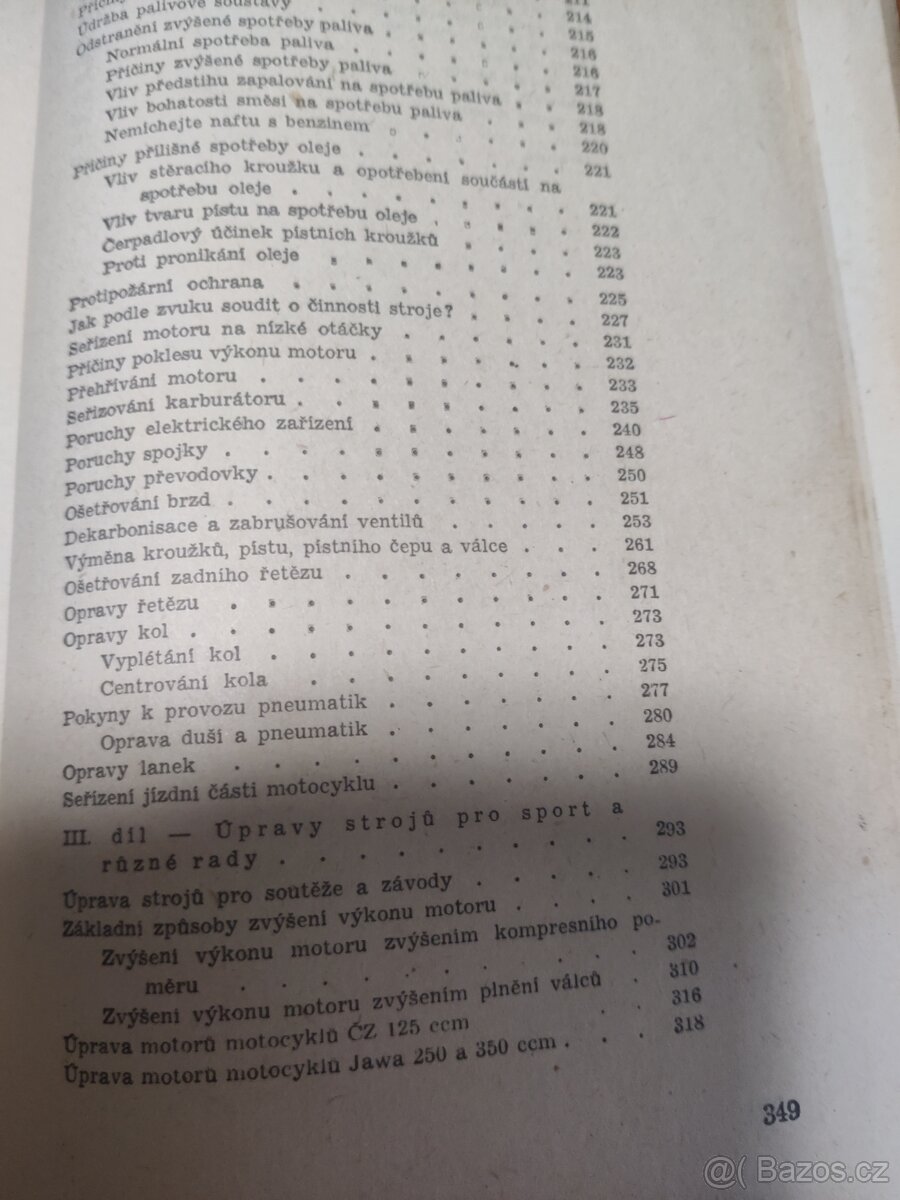 211
Údržba palivové soustavy . . . . . 214
Odstranění zvýšené spotřeby paliva . . . . 215
Normální spotřeba paliva . . . . . 216
Příčiny zvýšené spotřeby paliva . . . . 216
Vliv předstihu zapalování na spotřebu paliva . . 217
Vliv bohatosti směsi na spotřebu paliva . . . 218
Nemíchejte naftu s benzinem . . . . 218
Příčiny přílišné spotřeby oleje . . . . . 220
Vliv stěracího kroužku a opotřebení součástí na 221
spotřebu oleje . . . . . . . .
Vliv tvaru pístu na spotřebu oleje . . . . 221
Čerpadlový účinek pístních kroužků . . . 222
Proti pronikání oleje . . . . . . 223
Protipožární ochrana . . . . . . . 223
Jak podle zvuku soudit o činnosti stroje? . . . 225
Seřízení motoru na nízké otáčky . . . . . 227
Příčiny poklesu výkonu motoru . . . . . 231
Přehřívání motoru . . . . . . . . 232
Seřizování karburátoru . . . . . . . 233
Poruchy elektrického zařízení . . . . . 235
Poruchy spojky . . . . . . . . . 240
Poruchy převodovky . . . . . . . . 248
Ošetřování brzd . . . . . . . . . 250
Dekarbonisace a zabrušování ventilů . . . . 251
Výměna kroužků, pístu, pístního čepu a válce . . . 253
Ošetřování zadního řetězu . . . . . . 261
Opravy řetězu . . . . . . . . . 268
Opravy kol . . . . . . . . . . 271
Vyplétání kol . . . . . . . . 273
Centrování kola . . . . . . . 273
Pokyny k provozu pneumatik . . . . . . 275
Oprava duší a pneumatik . . . . . 277
Opravy lanek . . . . . . . . . 280
Seřízení jízdní části motocyklu . . . . . 284
289
III. díl — Úpravy strojů pro sport a
různé rady . . . . . . . . . 293
Úprava strojů pro soutěže a závody . . . . . 293
Základní způsoby zvýšení výkonu motoru . . . . 301
Zvýšení výkonu motoru zvýšením kompresního po-
měru . . . . . . . . . 302
Zvýšení výkonu motoru zvýšením plnění válců . 310
Úprava motorů motocyklů ČZ 125 ccm . . 316
Úprava motorů motocyklů Jawa 250 a 350 ccm . . . 318
349
@( Bazos.cz